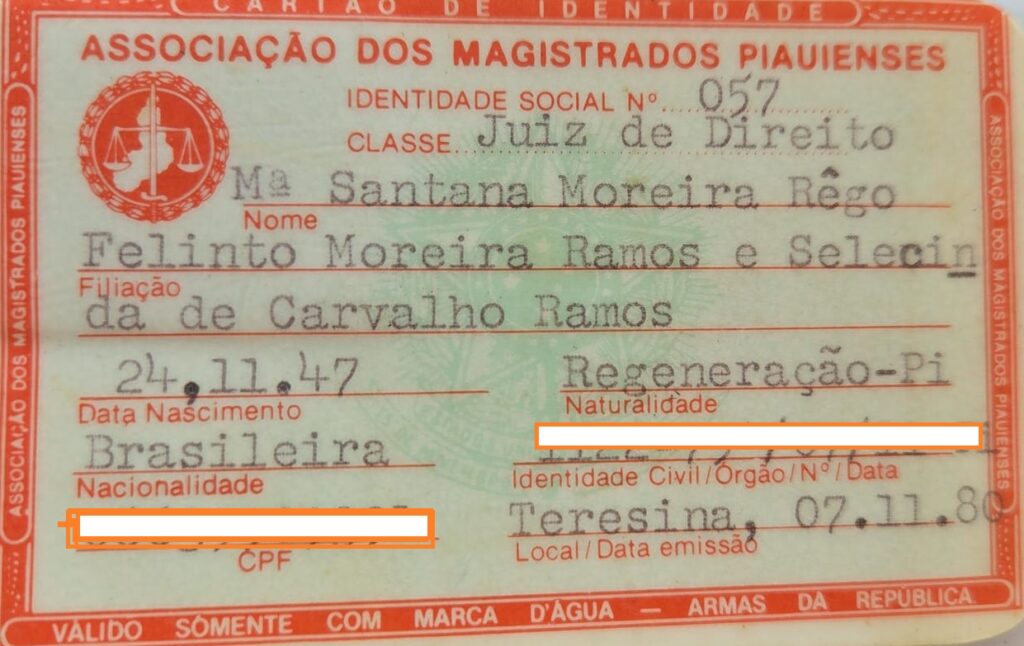 CARTÃO DE IDENTIDADE
ASSOCIAÇÃO DOS MAGISTRADOS PIAUIENSES
IDENTIDADE SOCIAL Nº 057
CLASSE Juiz de Direito
Mª Santana Moreira Rêgo
Nome
Felinto Moreira Ramos e Selecin
Filiação
da de Carvalho Ramos
24.11.47
Regeneração-Pi
Data Nascimento
Naturalidade
Brasileira
Nacionalidade
Identidade Civil/Órgão/Nº/Data
Teresina, 07.11.80
CPF
Local/Data emissão
VÁLIDO SÒMENTE COM MARCA D'ÁGUA — ARMAS DA REPÚBLICA
ASSOCIAÇÃO DOS MAGISTRADOS PIAUIENSES
ASSOCIAÇÃO DOS MAGISTRADOS PIAUIENSES